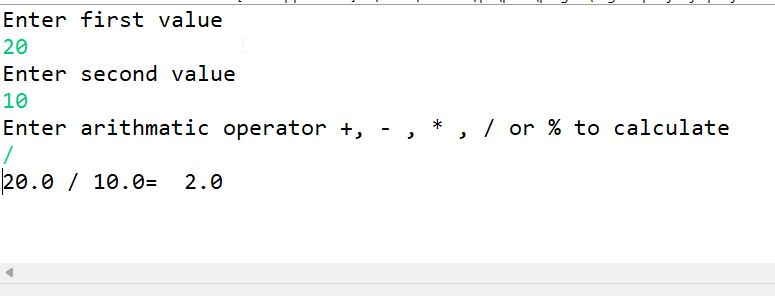 Enter first value
20
Enter second value
10
Enter arithmatic operator +, - , * , / or % to calculate
/
20.0 / 10.0=  2.0